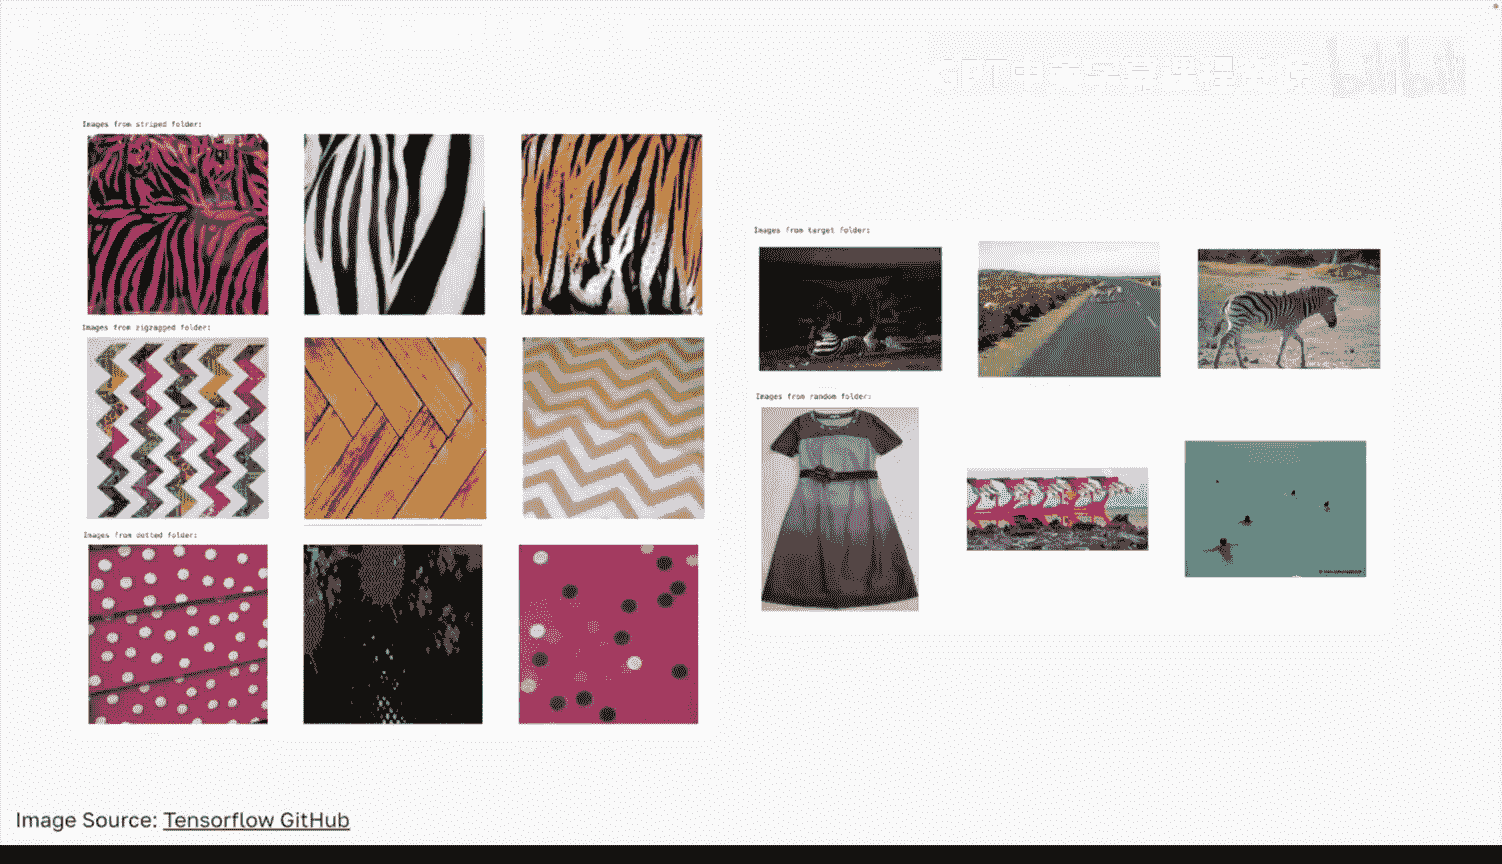 Images from striped folder:
Images from zigzagged folder:
Images from dotted folder:
Images from target folder:
Images from random folder:
Image Source: Tensorflow GitHub
bilibili